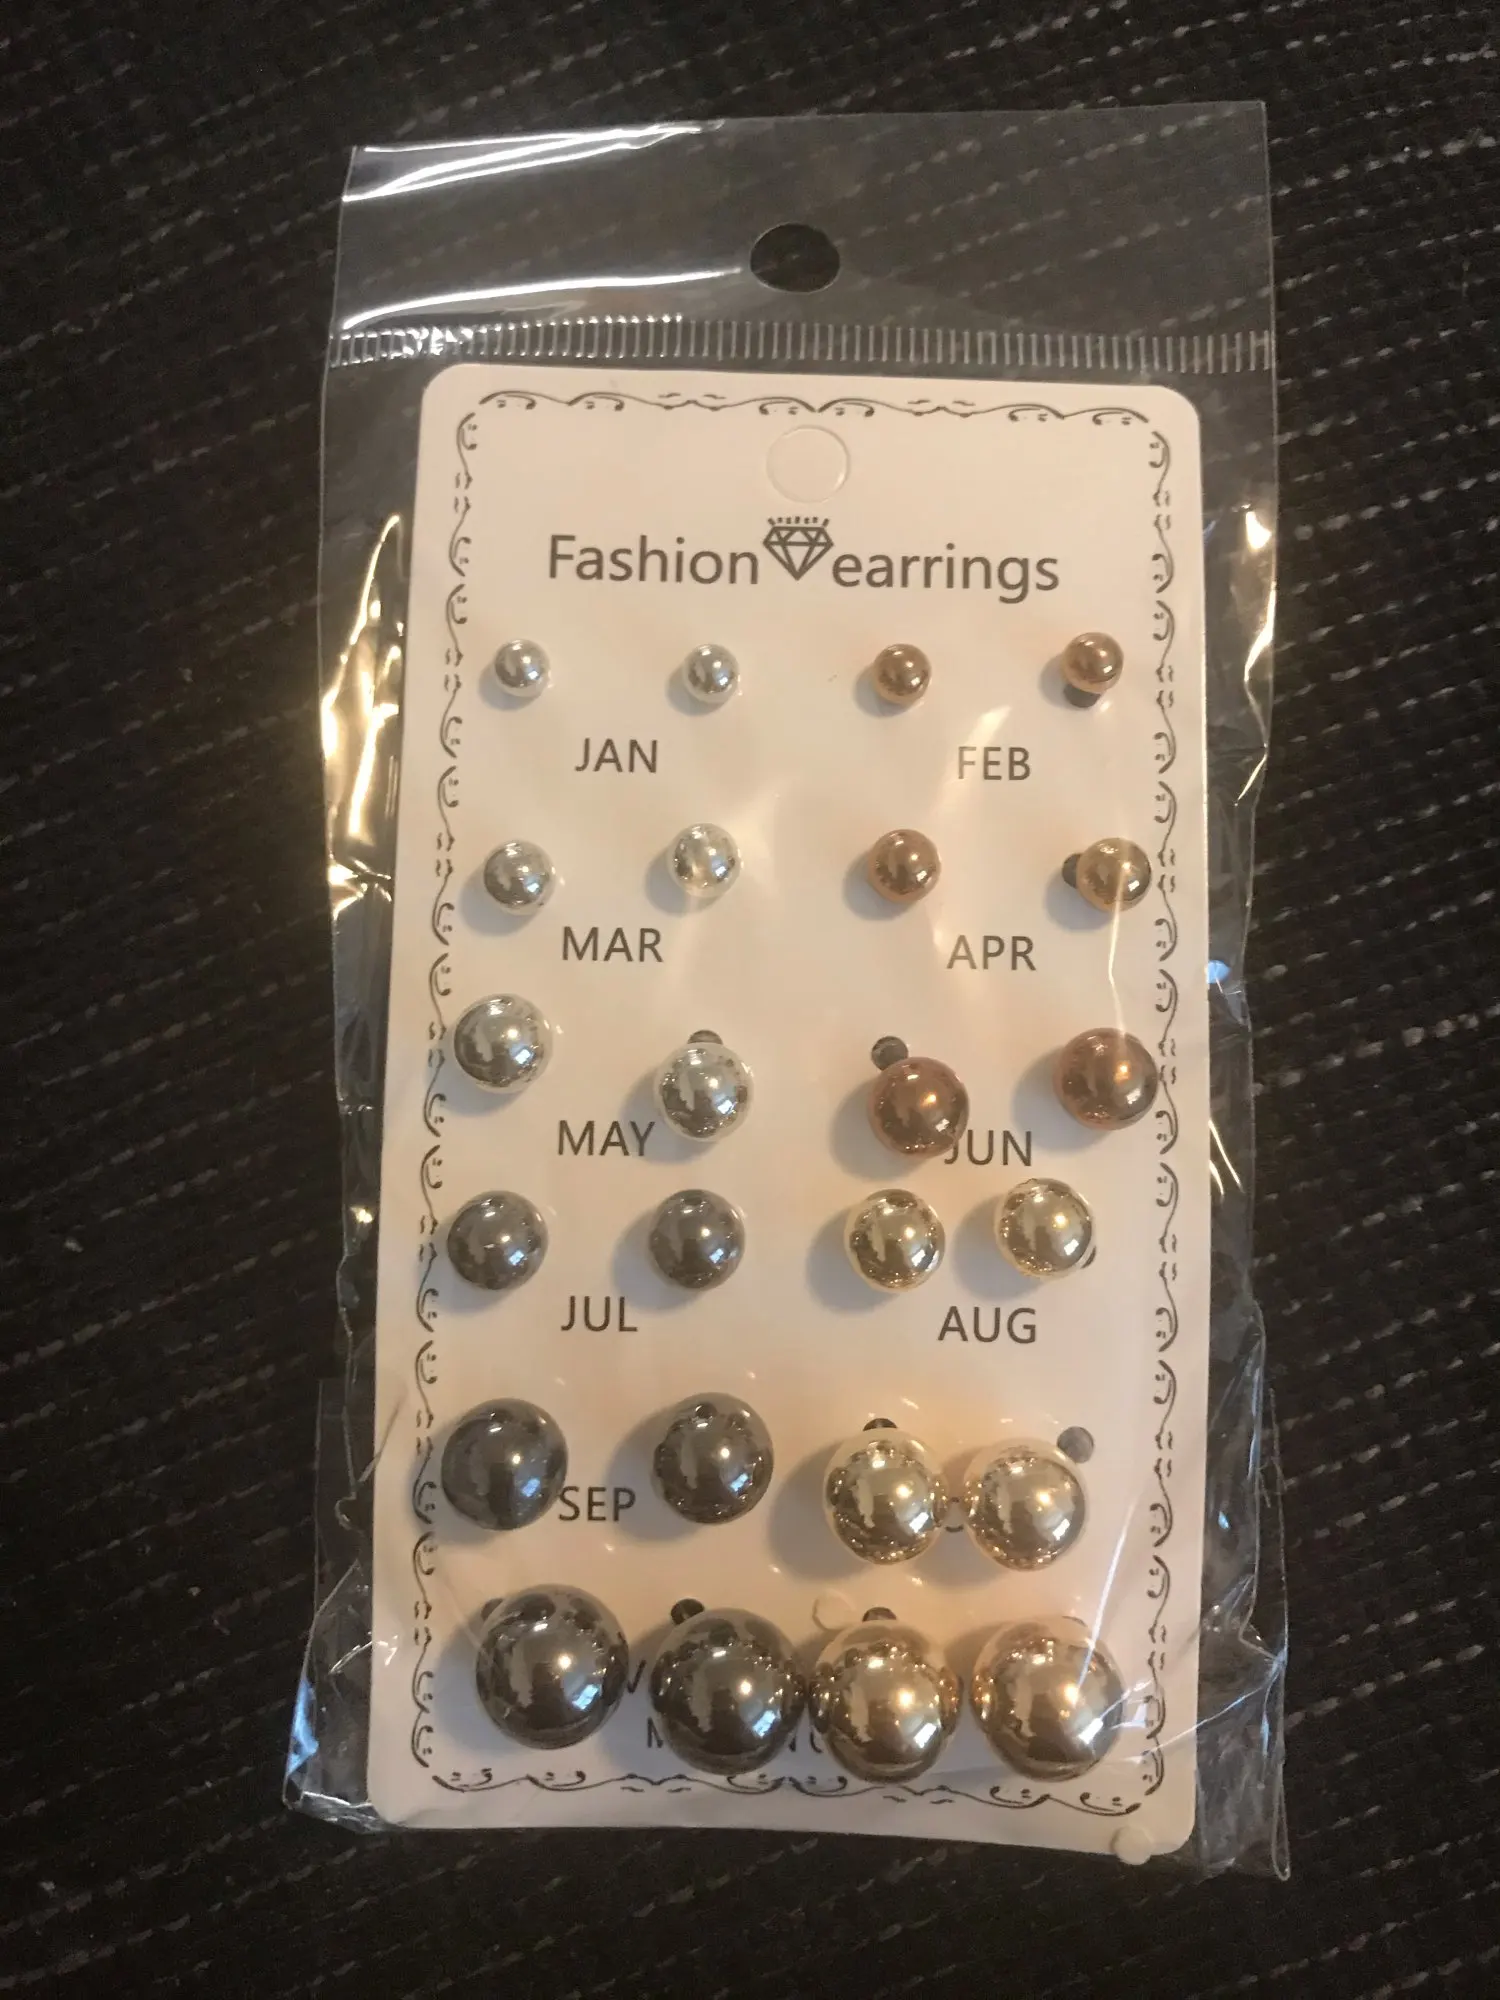 Fashion earrings
JAN FEB
MAR APR
MAY JUN
JUL AUG
SEP